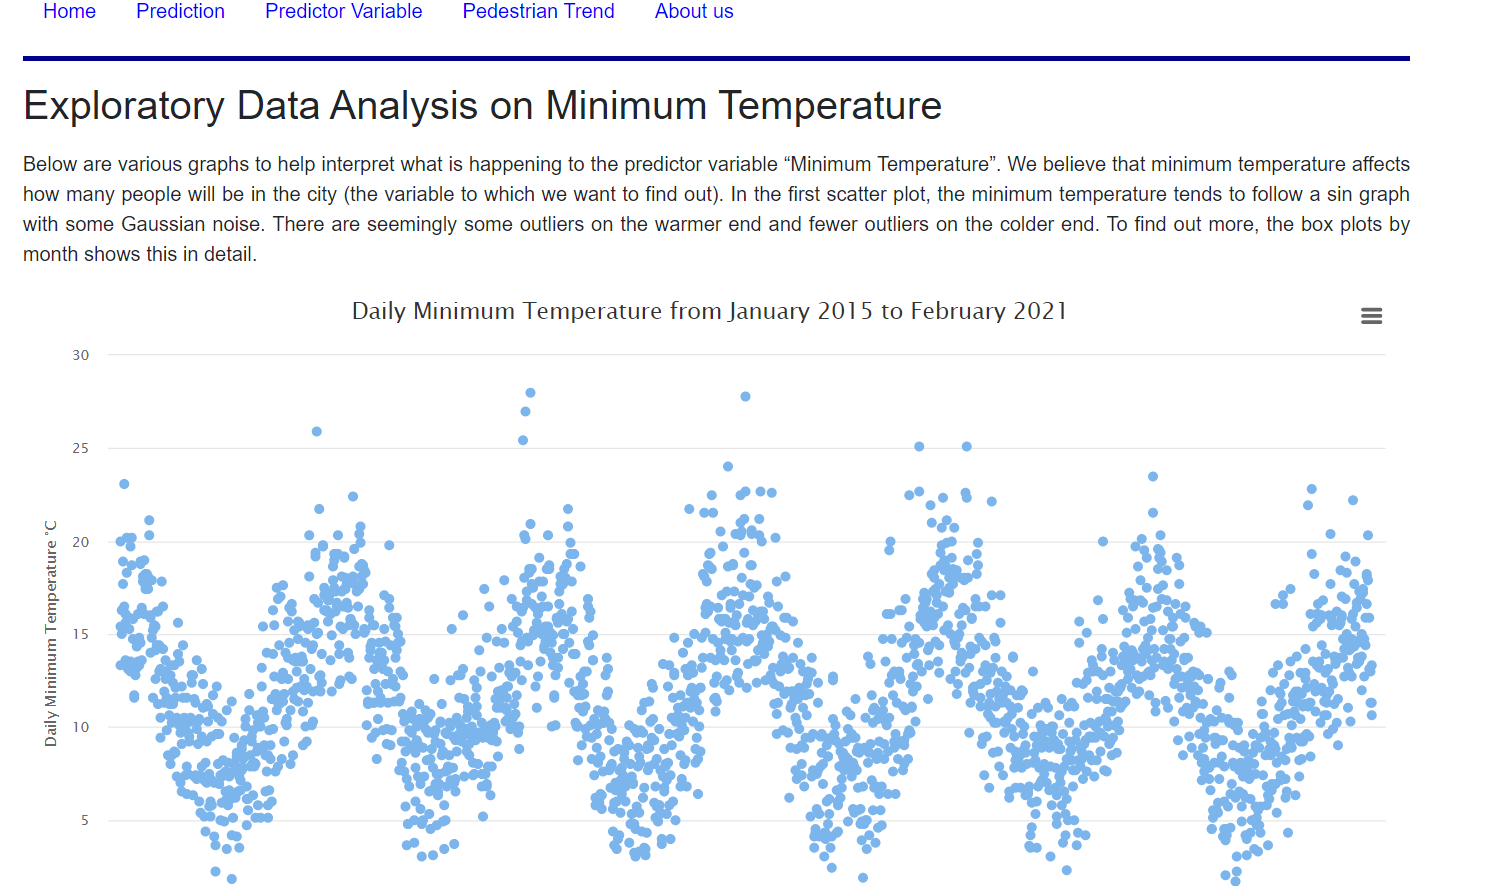 Home Prediction Predictor Variable Pedestrian Trend About us
Exploratory Data Analysis on Minimum Temperature
Below are various graphs to help interpret what is happening to the predictor variable “Minimum Temperature”. We believe that minimum temperature affects
how many people will be in the city (the variable to which we want to find out). In the first scatter plot, the minimum temperature tends to follow a sin graph
with some Gaussian noise. There are seemingly some outliers on the warmer end and fewer outliers on the colder end. To find out more, the box plots by
month shows this in detail.
Daily Minimum Temperature from January 2015 to February 2021
30
25
20
15
10
5
Daily Minimum Temperature °C